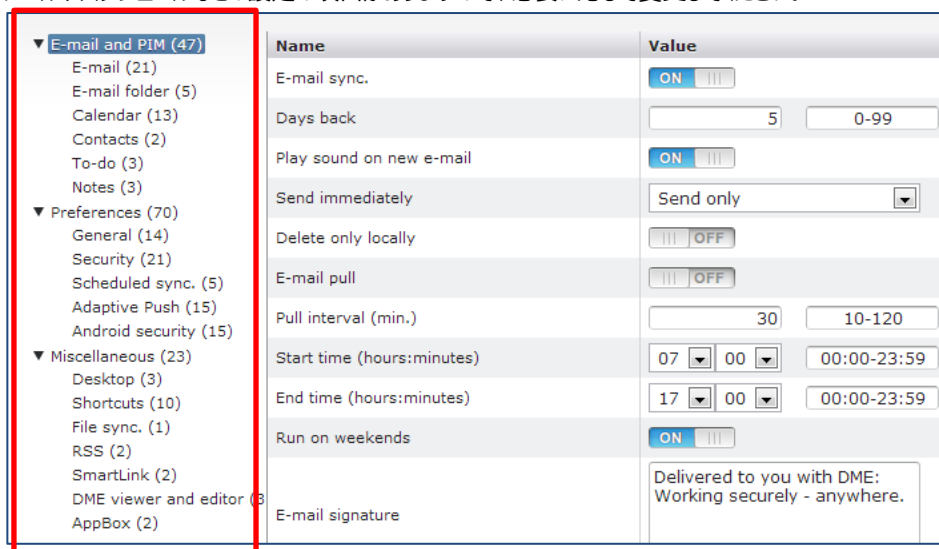 ▼ E-mail and PIM (47)
E-mail (21)
E-mail folder (5)
Calendar (13)
Contacts (2)
To-do (3)
Notes (3)
▼ Preferences (70)
General (14)
Security (21)
Scheduled sync. (5)
Adaptive Push (15)
Android security (15)
▼ Miscellaneous (23)
Desktop (3)
Shortcuts (10)
File sync. (1)
RSS (2)
SmartLink (2)
DME viewer and editor (3
AppBox (2)
Name Value
E-mail sync. ON
Days back 5 0-99
Play sound on new e-mail ON
Send immediately Send only
Delete only locally OFF
E-mail pull OFF
Pull interval (min.) 30 10-120
Start time (hours:minutes) 07 00 00:00-23:59
End time (hours:minutes) 17 00 00:00-23:59
Run on weekends ON
E-mail signature
Delivered to you with DME:
Working securely - anywhere.